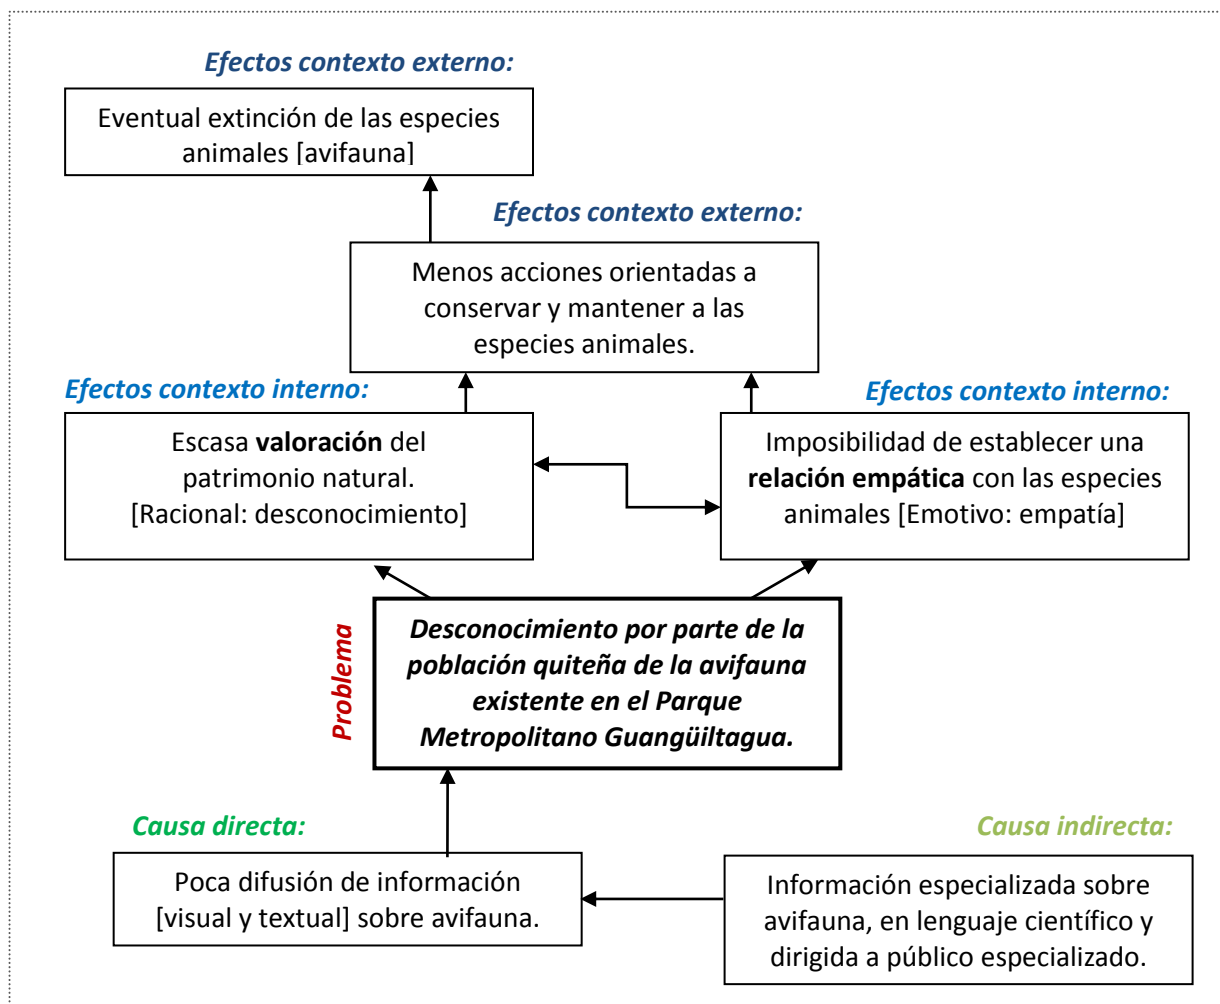 Efectos contexto externo:
Eventual extinción de las especies
animales [avifauna]
Efectos contexto externo:
Menos acciones orientadas a
conservar y mantener a las
especies animales.
Efectos contexto interno:
Escasa valoración del
patrimonio natural.
[Racional: desconocimiento]
Efectos contexto interno:
Imposibilidad de establecer una
relación empática con las especies
animales [Emotivo: empatía]
Problema
Desconocimiento por parte de la
población quiteña de la avifauna
existente en el Parque
Metropolitano Guangüiltagua.
Causa directa:
Poca difusión de información
[visual y textual] sobre avifauna.
Causa indirecta:
Información especializada sobre
avifauna, en lenguaje científico y
dirigida a público especializado.